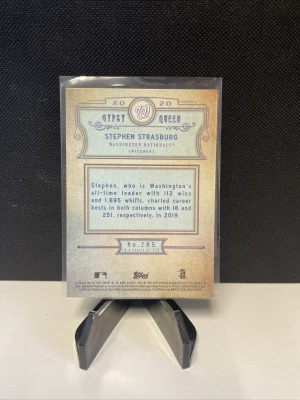 20 20
GYPSY QUEEN
STEPHEN STRASBURG
WASHINGTON NATIONALS®
(PITCHER)
Stephen, who is Washington's
all-time leader with 112 wins
and 1,695 whiffs, charted career
bests in both columns with 18 and
251, respectively, in 2019.
No. 285
Topps